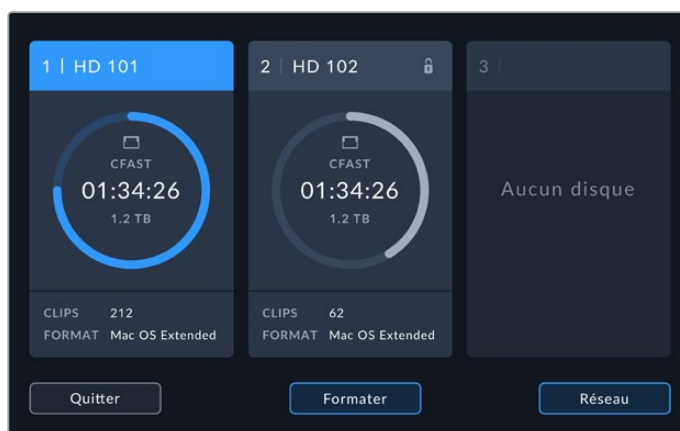 1 | HD 101
CFAST
01:34:26
1.2 TB
CLIPS 212
FORMAT Mac OS Extended
2 | HD 102
CFAST
01:34:26
1.2 TB
CLIPS 62
FORMAT Mac OS Extended
3 |
Aucun disque
Quitter
Formater
Réseau